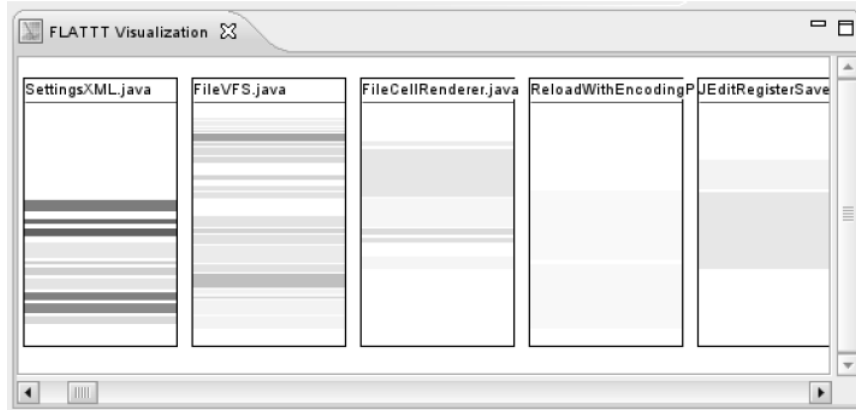 FLATTT Visualization
SettingsXML.java
FileVFS.java
FileCellRenderer.java
ReloadWithEncodingP
JEditRegisterSave